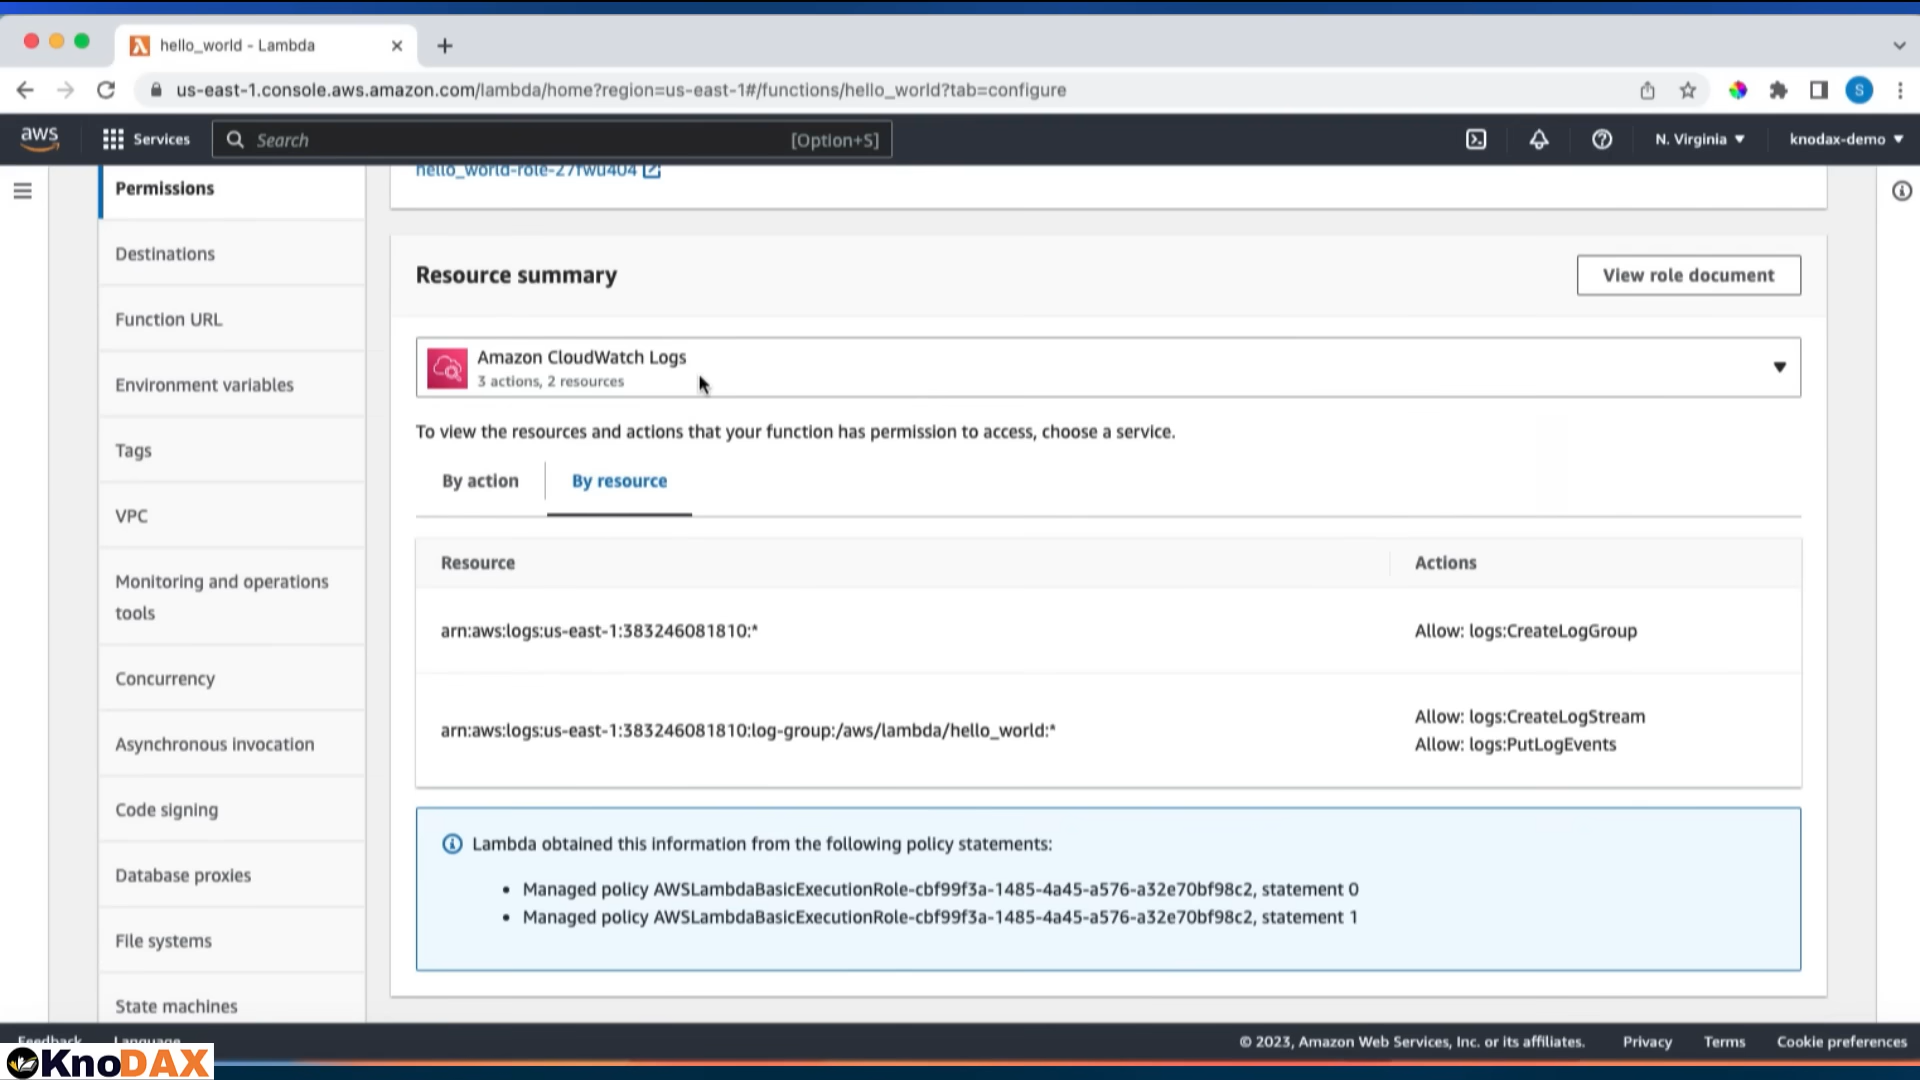 hello_world - Lambda
us-east-1.console.aws.amazon.com/lambda/home?region=us-east-1#/functions/hello_world?tab=configure
S
aws
Services
Search
[Option+S]
N. Virginia
knodax-demo
Permissions
Destinations
Function URL
Environment variables
Tags
VPC
Monitoring and operations
tools
Concurrency
Asynchronous invocation
Code signing
Database proxies
File systems
State machines
hello_world-role-27fwu404
Resource summary
View role document
Amazon CloudWatch Logs
3 actions, 2 resources
To view the resources and actions that your function has permission to access, choose a service.
By action
By resource
Resource
Actions
arn:aws:logs:us-east-1:383246081810:*
Allow: logs:CreateLogGroup
arn:aws:logs:us-east-1:383246081810:log-group:/aws/lambda/hello_world:*
Allow: logs:CreateLogStream
Allow: logs:PutLogEvents
Lambda obtained this information from the following policy statements:
• Managed policy AWSLambdaBasicExecutionRole-cbf99f3a-1485-4a45-a576-a32e70bf98c2, statement 0
• Managed policy AWSLambdaBasicExecutionRole-cbf99f3a-1485-4a45-a576-a32e70bf98c2, statement 1
Feedback
Language
© 2023, Amazon Web Services, Inc. or its affiliates.
Privacy
Terms
Cookie preferences
KnoDAX